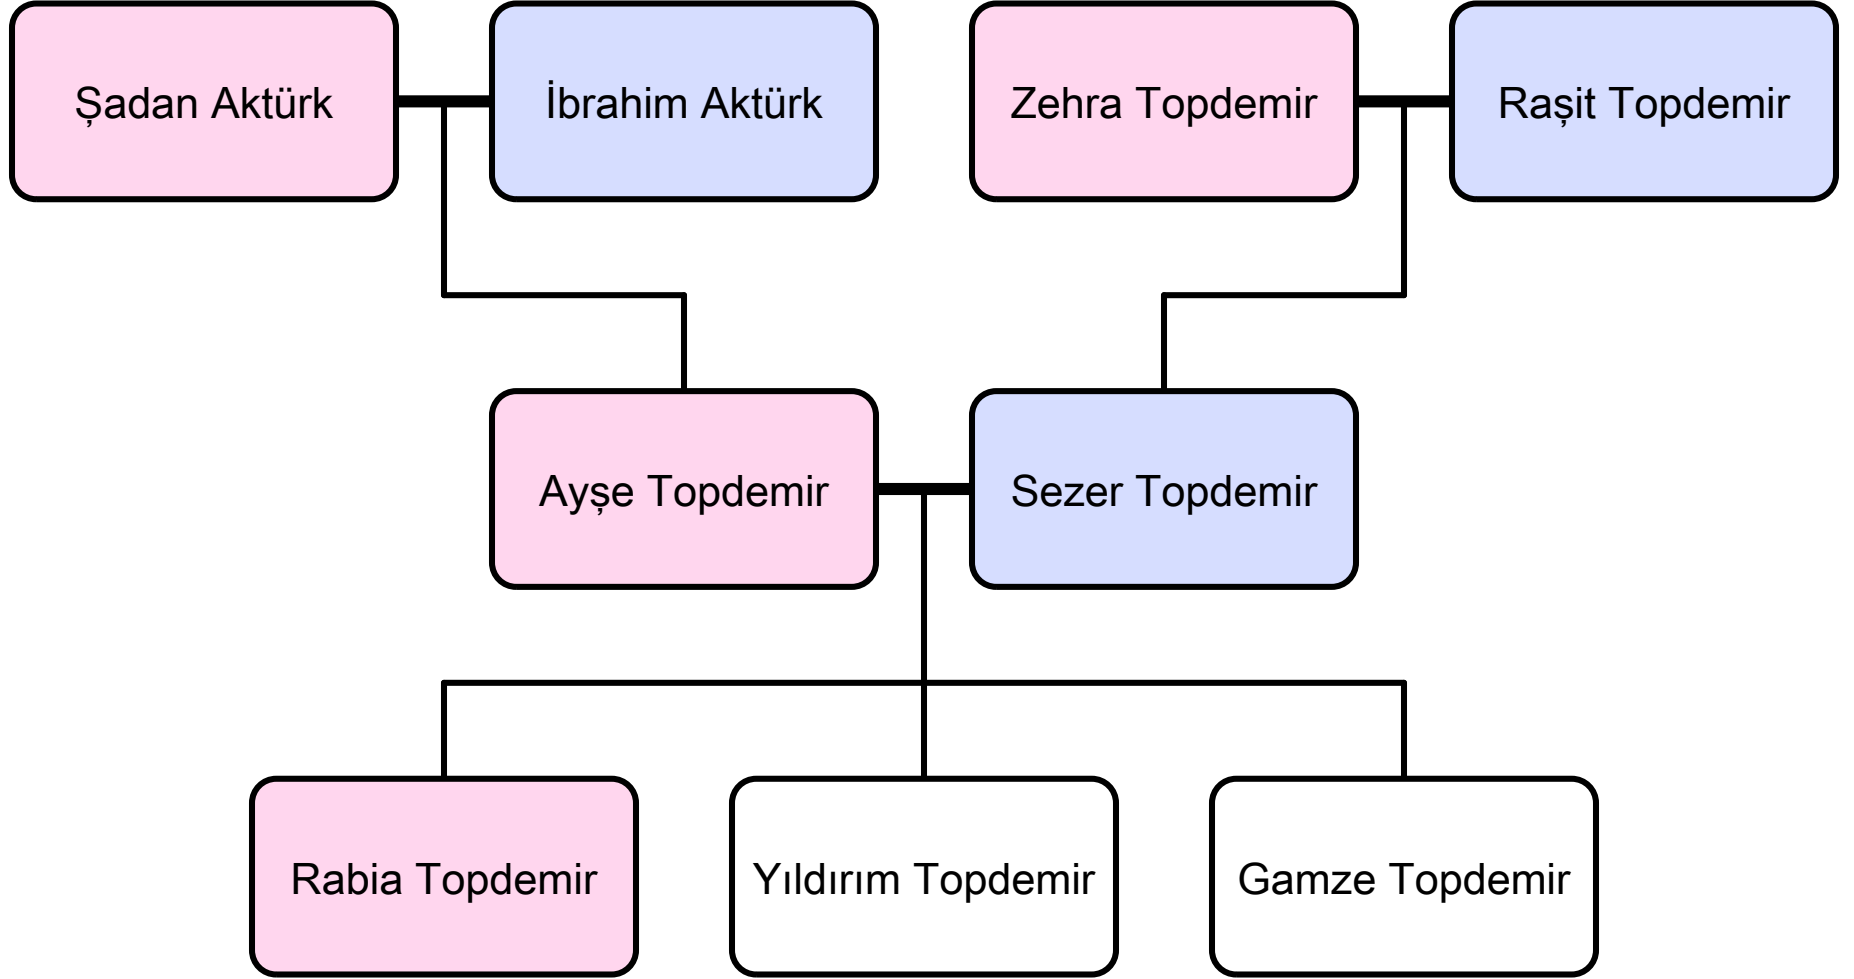 Şadan Aktürk
İbrahim Aktürk
Zehra Topdemir
Raşit Topdemir
Ayşe Topdemir
Sezer Topdemir
Rabia Topdemir
Yıldırım Topdemir
Gamze Topdemir